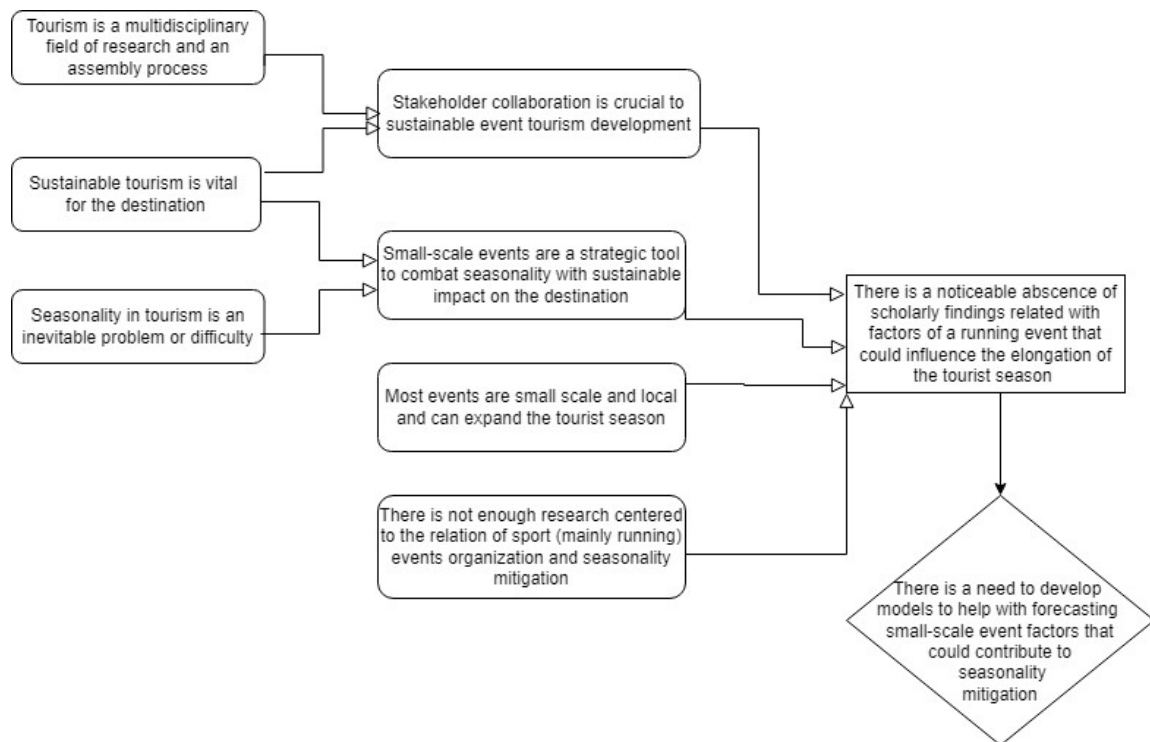 Tourism is a multidisciplinary
field of research and an
assembly process
Sustainable tourism is vital
for the destination
Seasonality in tourism is an
inevitable problem or difficulty
Stakeholder collaboration is crucial to
sustainable event tourism development
Small-scale events are a strategic tool
to combat seasonality with sustainable
impact on the destination
Most events are small scale and local
and can expand the tourist season
There is not enough research centered
to the relation of sport (mainly running)
events organization and seasonality
mitigation
There is a noticeable abscence of
scholarly findings related with
factors of a running event that
could influence the elongation of
the tourist season
There is a need to develop
models to help with forecasting
small-scale event factors that
could contribute to
seasonality
mitigation